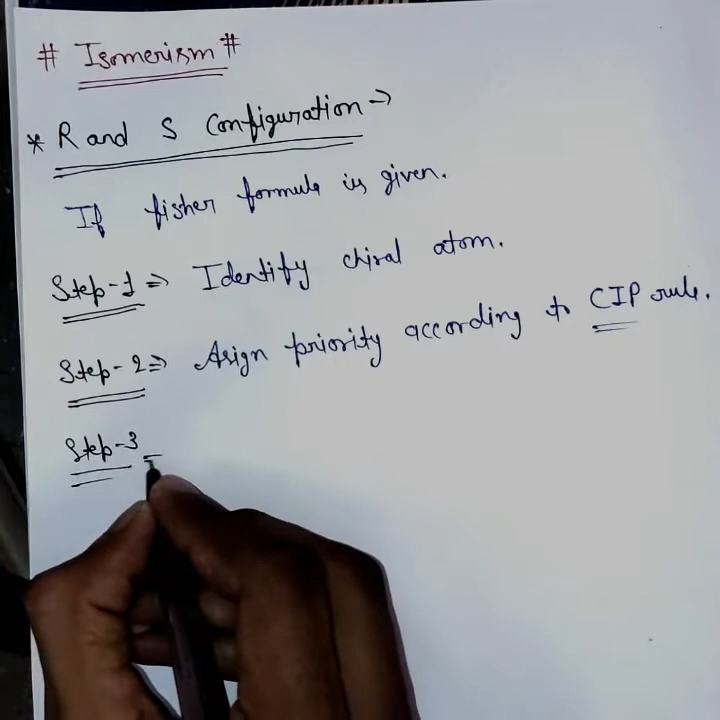 # Isomerism #
* R and S Configuration →
If fisher formula is given.
Step-1 ⇒ Identify chiral atom.
Step-2 ⇒ Asign priority according to CIP rule.
Step-3 =